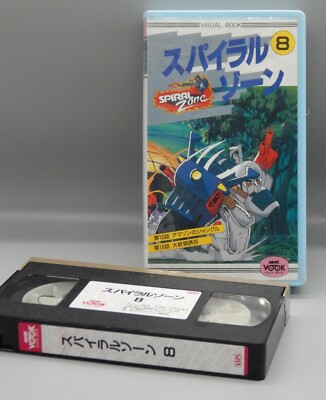 VISUAL BOOK
スパイラル
ゾーン
8
SPIRAL
Zone
第15話 アマゾンのジャングル
第16話 大統領誘拐
VOOK
スパイラルゾーン
8
VOOK
スパイラルゾーン 8
VHS